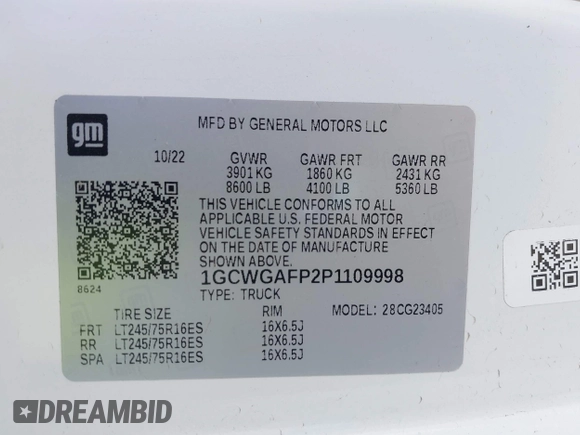 gm
MFD BY GENERAL MOTORS LLC
10/22 GVWR GAWR FRT GAWR RR
3901 KG 1860 KG 2431 KG
8600 LB 4100 LB 5360 LB
THIS VEHICLE CONFORMS TO ALL
APPLICABLE U.S. FEDERAL MOTOR
VEHICLE SAFETY STANDARDS IN EFFECT
ON THE DATE OF MANUFACTURE
SHOWN ABOVE.
8624
1GCWGAFP2P1109998
TYPE: TRUCK MODEL: 28CG23405
TIRE SIZE RIM
FRT LT245/75R16ES 16X6.5J
RR LT245/75R16ES 16X6.5J
SPA LT245/75R16ES 16X6.5J
DREAMBID